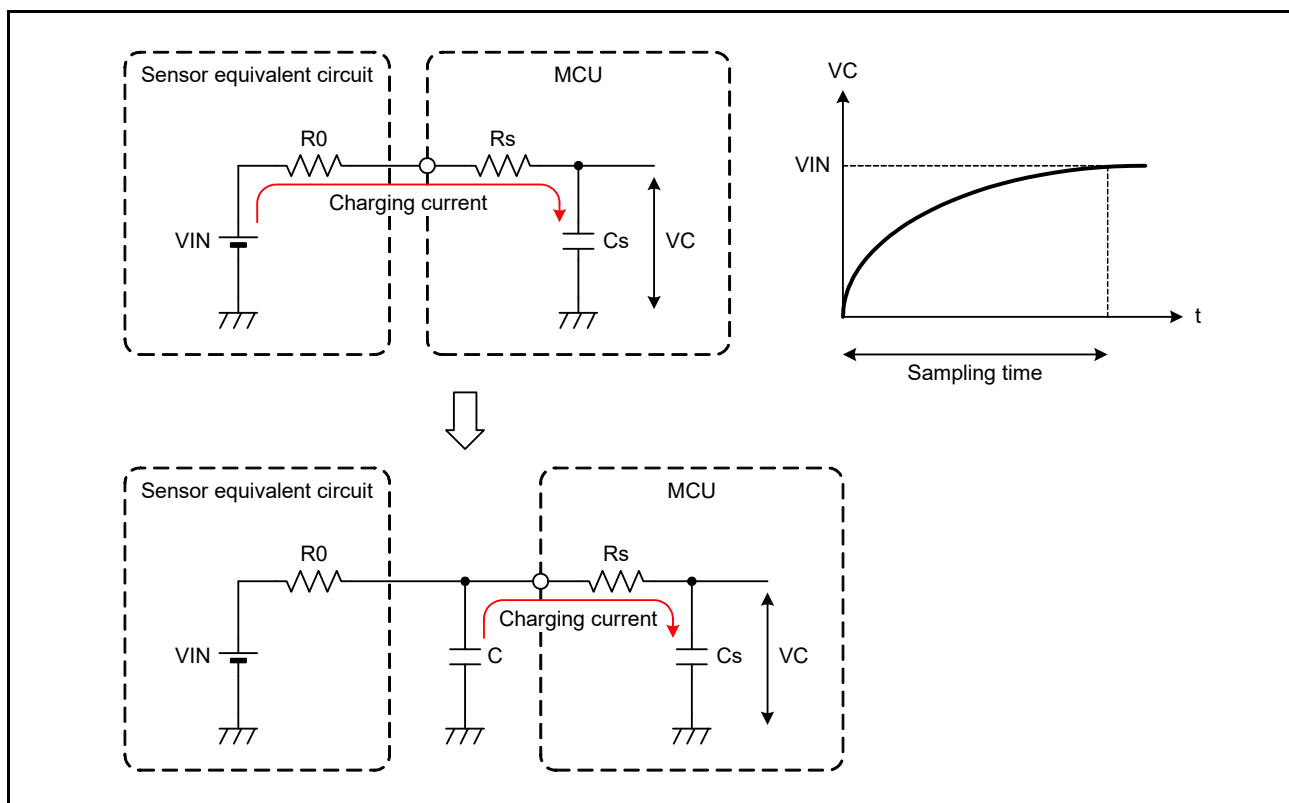 Sensor equivalent circuit
MCU
R0
Rs
Charging current
VIN
Cs
VC
VC
VIN
t
Sampling time
Sensor equivalent circuit
MCU
R0
Rs
Charging current
VIN
C
Cs
VC